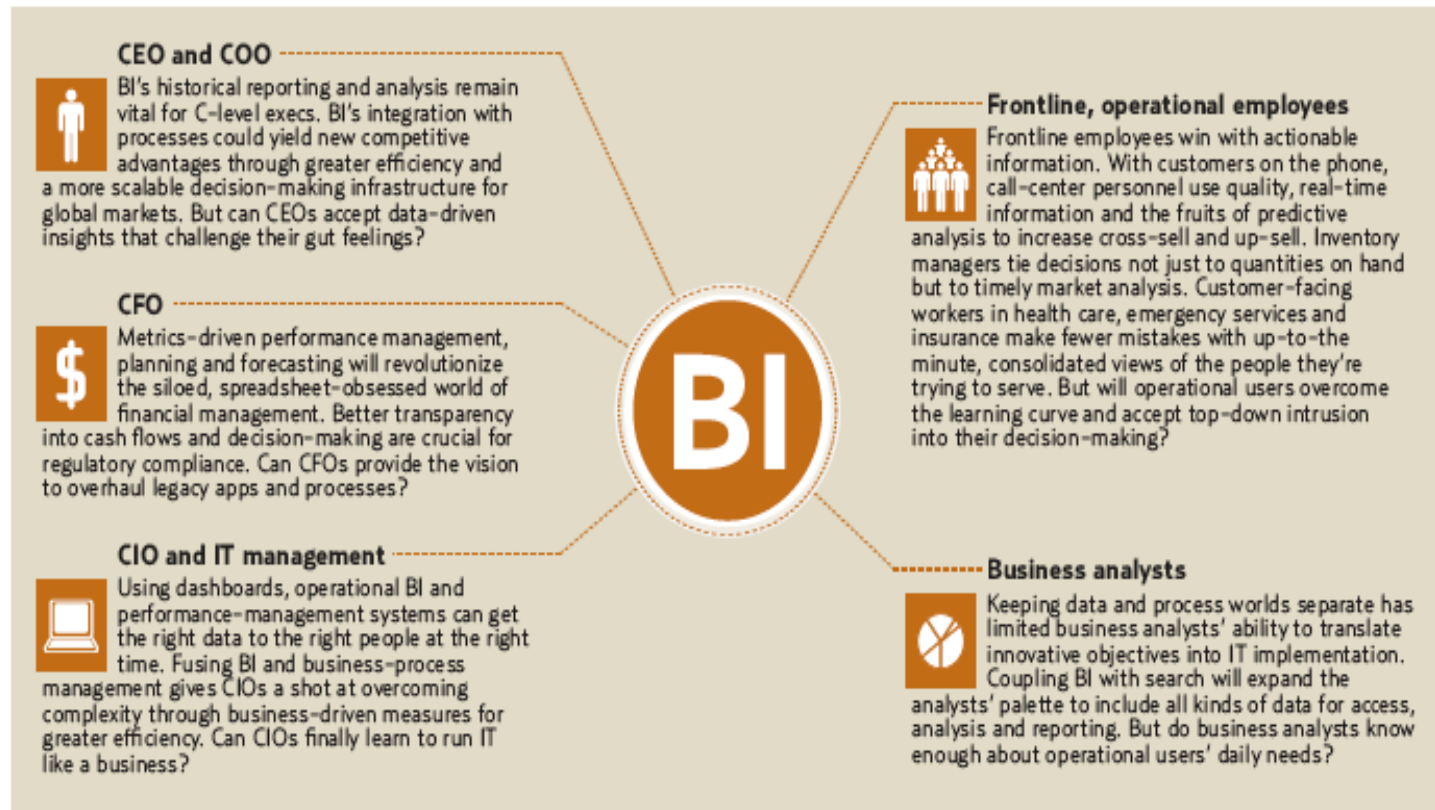 CEO and COO
BI's historical reporting and analysis remain
vital for C-level execs. BI's integration with
processes could yield new competitive
advantages through greater efficiency and
a more scalable decision-making infrastructure for
global markets. But can CEOs accept data-driven
insights that challenge their gut feelings?
CFO
$
Metrics-driven performance management,
planning and forecasting will revolutionize
the siloed, spreadsheet-obsessed world of
financial management. Better transparency
into cash flows and decision-making are crucial for
regulatory compliance. Can CFOs provide the vision
to overhaul legacy apps and processes?
CIO and IT management
Using dashboards, operational BI and
performance-management systems can get
the right data to the right people at the right
time. Fusing BI and business-process
management gives CIOs a shot at overcoming
complexity through business-driven measures for
greater efficiency. Can CIOs finally learn to run IT
like a business?
BI
Frontline, operational employees
Frontline employees win with actionable
information. With customers on the phone,
call-center personnel use quality, real-time
information and the fruits of predictive
analysis to increase cross-sell and up-sell. Inventory
managers tie decisions not just to quantities on hand
but to timely market analysis. Customer-facing
workers in health care, emergency services and
insurance make fewer mistakes with up-to-the
minute, consolidated views of the people they're
trying to serve. But will operational users overcome
the learning curve and accept top-down intrusion
into their decision-making?
Business analysts
Keeping data and process worlds separate has
limited business analysts' ability to translate
innovative objectives into IT implementation.
Coupling BI with search will expand the
analysts' palette to include all kinds of data for access,
analysis and reporting. But do business analysts know
enough about operational users' daily needs?